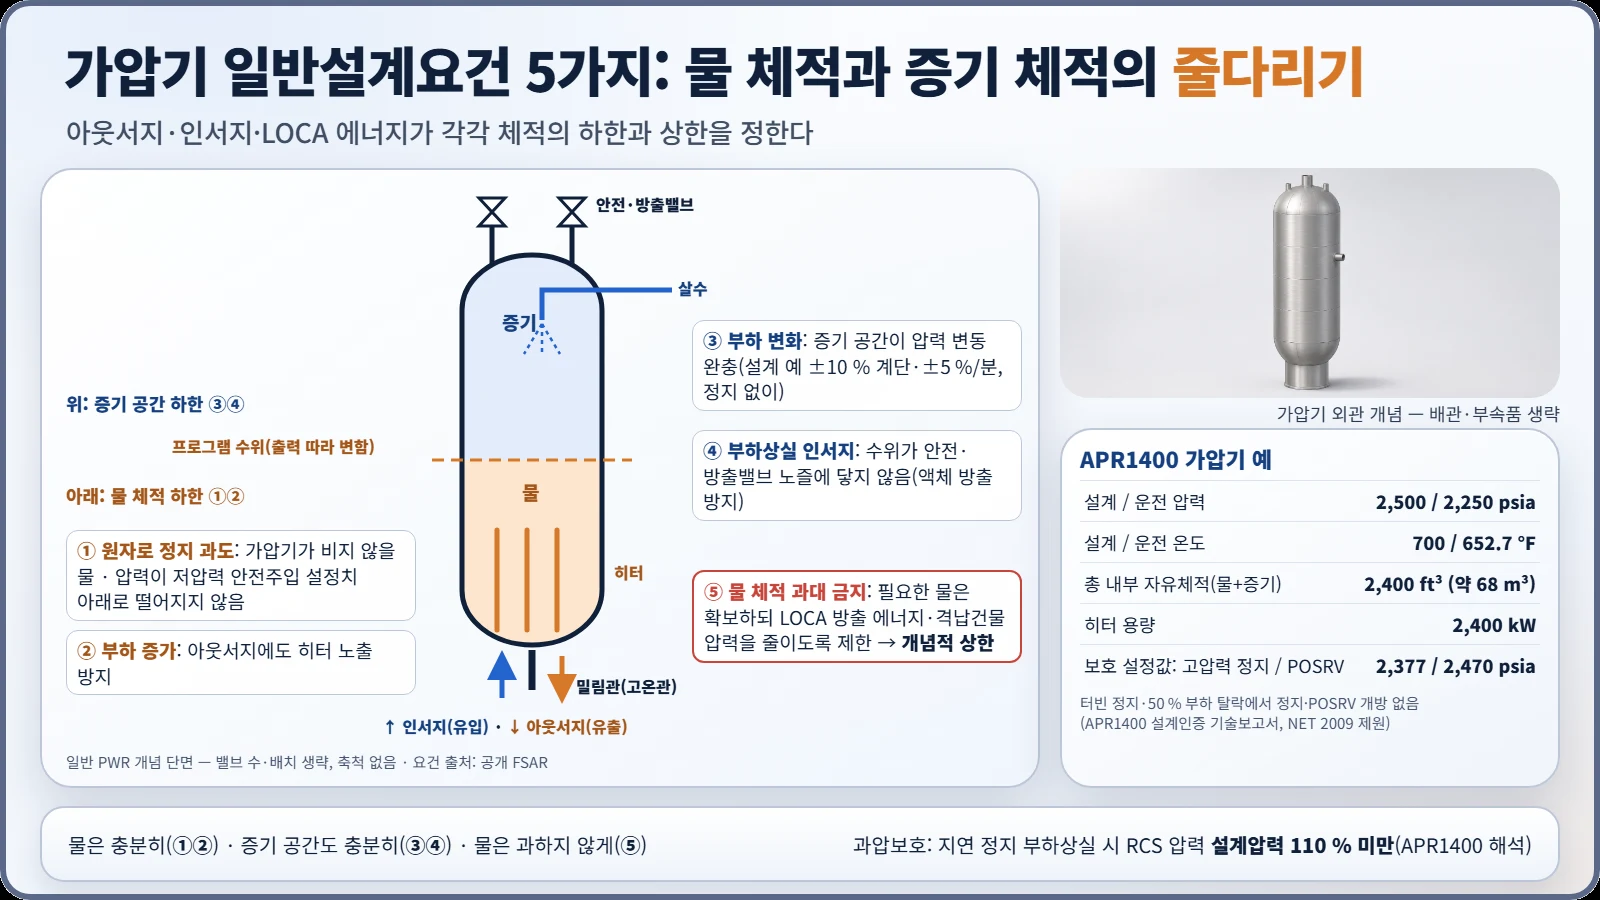 가압기 일반설계요건 5가지: 물 체적과 증기 체적의 줄다리기
아웃서지·인서지·LOCA 에너지가 각각 체적의 하한과 상한을 정한다
안전·방출밸브
살수
증기
위: 증기 공간 하한 ③④
프로그램 수위(출력 따라 변함)
아래: 물 체적 하한 ①②
물
히터
① 원자로 정지 과도: 가압기가 비지 않을
물 · 압력이 저압력 안전주입 설정치
아래로 떨어지지 않음
② 부하 증가: 아웃서지에도 히터 노출
방지
③ 부하 변화: 증기 공간이 압력 변동
완충(설계 예 ±10 % 계단·±5 %/분,
정지 없이)
④ 부하상실 인서지: 수위가 안전·
방출밸브 노즐에 닿지 않음(액체 방출
방지)
⑤ 물 체적 과대 금지: 필요한 물은
확보하되 LOCA 방출 에너지·격납건물
압력을 줄이도록 제한 → 개념적 상한
밀림관(고온관)
↑ 인서지(유입) · ↓ 아웃서지(유출)
일반 PWR 개념 단면 — 밸브 수·배치 생략, 축척 없음 · 요건 출처: 공개 FSAR
가압기 외관 개념 — 배관·부속품 생략
APR1400 가압기 예
설계 / 운전 압력 2,500 / 2,250 psia
설계 / 운전 온도 700 / 652.7 °F
총 내부 자유체적(물+증기) 2,400 ft³ (약 68 m³)
히터 용량 2,400 kW
보호 설정값: 고압력 정지 / POSRV 2,377 / 2,470 psia
터빈 정지·50 % 부하 탈락에서 정지·POSRV 개방 없음
(APR1400 설계인증 기술보고서, NET 2009 제원)
물은 충분히(①②) · 증기 공간도 충분히(③④) · 물은 과하지 않게(⑤)
과압보호: 지연 정지 부하상실 시 RCS 압력 설계압력 110 % 미만(APR1400 해석)